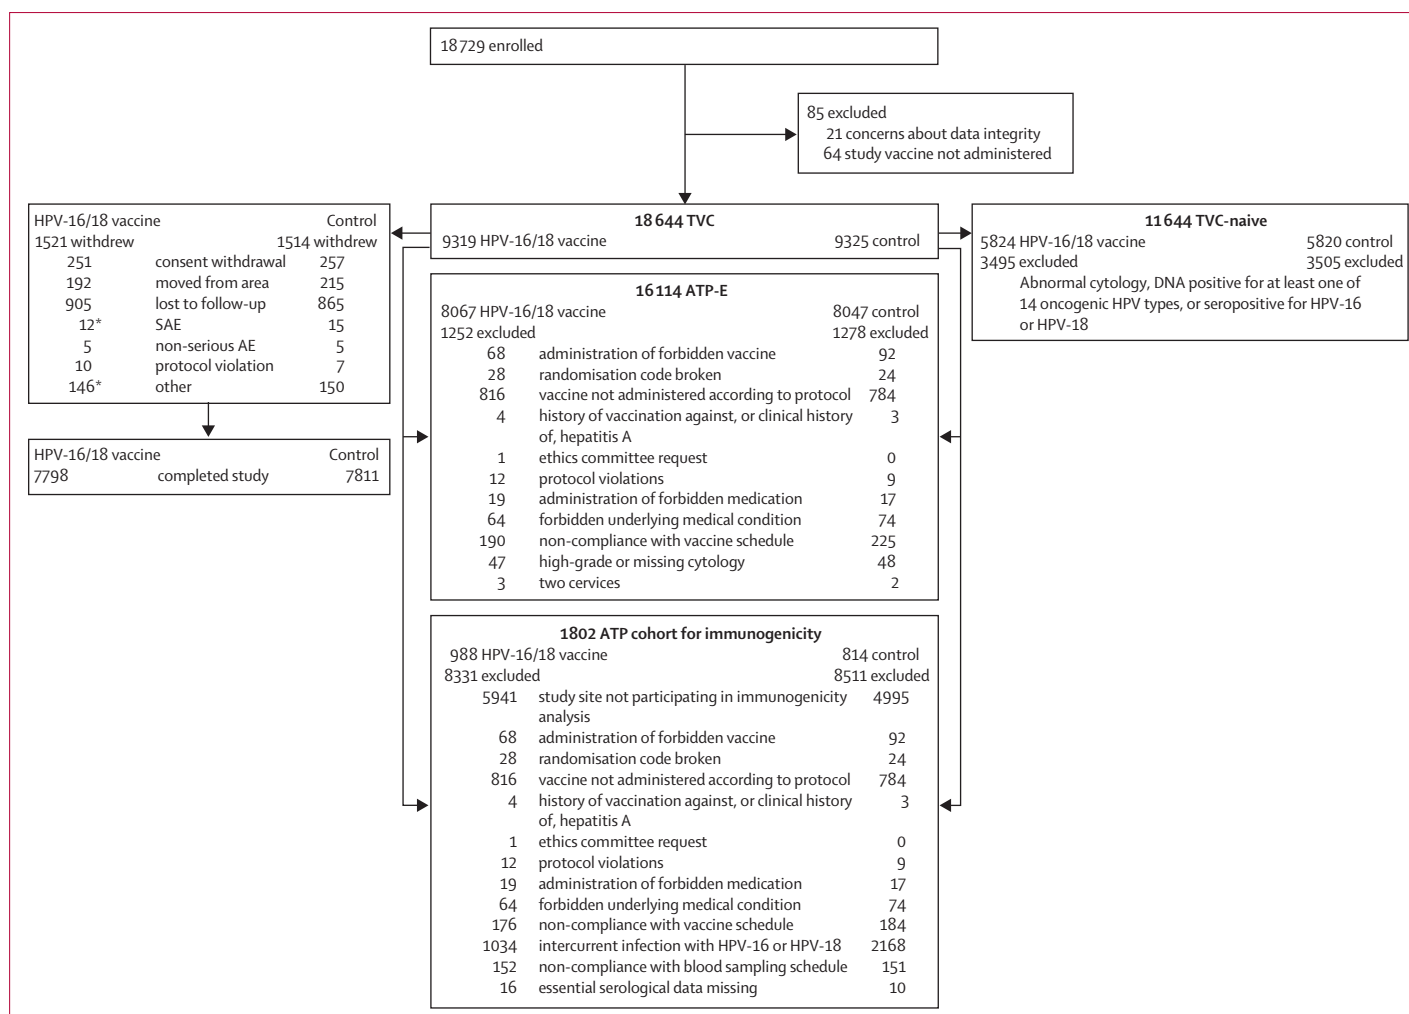 18 729 enrolled
85 excluded
21 concerns about data integrity
64 study vaccine not administered
HPV-16/18 vaccine Control
1521 withdrew 1514 withdrew
251 consent withdrawal 257
192 moved from area 215
905 lost to follow-up 865
12* SAE 15
5 non-serious AE 5
10 protocol violation 7
146* other 150
HPV-16/18 vaccine Control
7798 completed study 7811
18 644 TVC
9319 HPV-16/18 vaccine 9325 control
11 644 TVC-naive
5824 HPV-16/18 vaccine 5820 control
3495 excluded 3505 excluded
Abnormal cytology, DNA positive for at least one of
14 oncogenic HPV types, or seropositive for HPV-16
or HPV-18
16 114 ATP-E
8067 HPV-16/18 vaccine 8047 control
1252 excluded 1278 excluded
68 administration of forbidden vaccine 92
28 randomisation code broken 24
816 vaccine not administered according to protocol 784
4 history of vaccination against, or clinical history 3
of, hepatitis A
1 ethics committee request 0
12 protocol violations 9
19 administration of forbidden medication 17
64 forbidden underlying medical condition 74
190 non-compliance with vaccine schedule 225
47 high-grade or missing cytology 48
3 two cervices 2
1802 ATP cohort for immunogenicity
988 HPV-16/18 vaccine 814 control
8331 excluded 8511 excluded
5941 study site not participating in immunogenicity 4995
analysis
68 administration of forbidden vaccine 92
28 randomisation code broken 24
816 vaccine not administered according to protocol 784
4 history of vaccination against, or clinical history 3
of, hepatitis A
1 ethics committee request 0
12 protocol violations 9
19 administration of forbidden medication 17
64 forbidden underlying medical condition 74
176 non-compliance with vaccine schedule 184
1034 intercurrent infection with HPV-16 or HPV-18 2168
152 non-compliance with blood sampling schedule 151
16 essential serological data missing 10